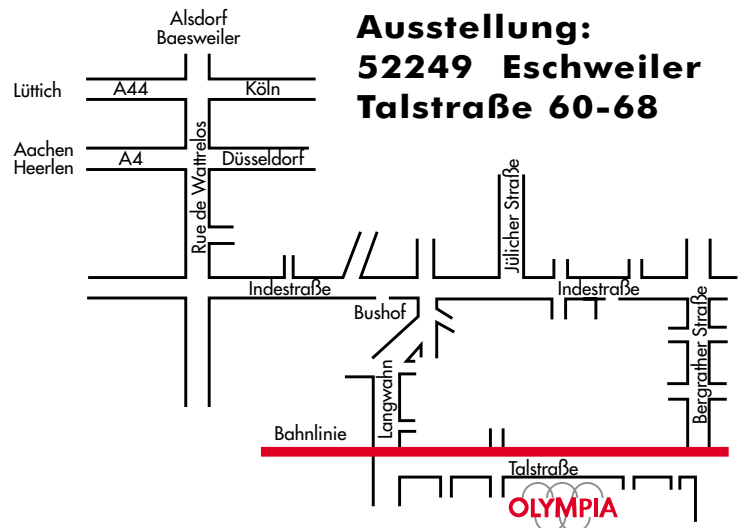 Alsdorf
Baesweiler
Ausstellung:
52249 Eschweiler
Talstraße 60-68
Lüttich
A44
Köln
Aachen
Heerlen
A4
Düsseldorf
Rue de Wattrelos
Jülicher Straße
Indestraße
Indestraße
Bushof
Bergrather Straße
Langwahn
Bahnlinie
Talstraße
OLYMPIA